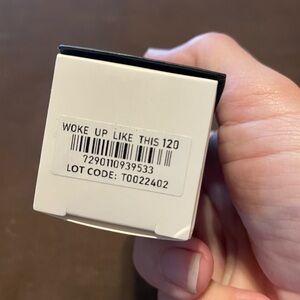 WOKE UP LIKE THIS 120
7290110939533
LOT CODE: T0022402